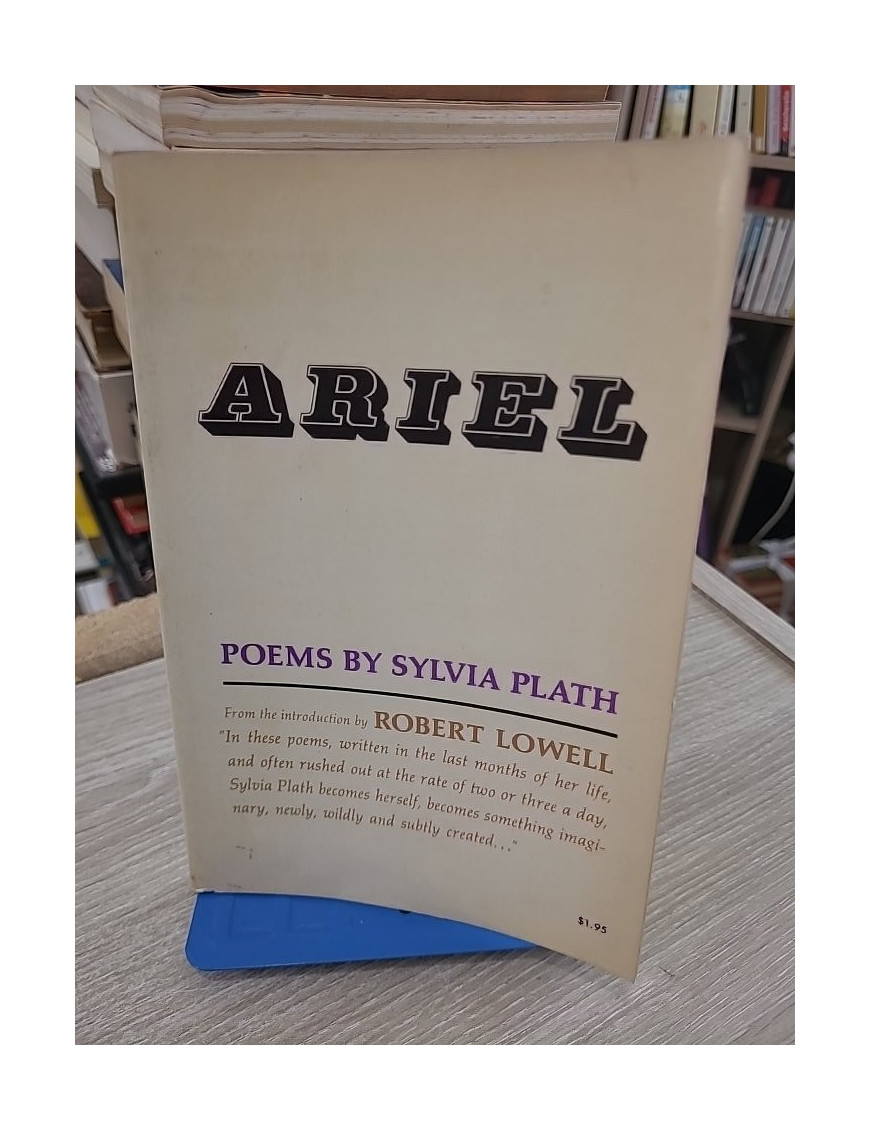 ARIEL
POEMS BY SYLVIA PLATH
From the introduction by ROBERT LOWELL
"In these poems, written in the last months of her life,
and often rushed out at the rate of two or three a day,
Sylvia Plath becomes herself, becomes something imagi-
nary, newly, wildly and subtly created..."
$1.95